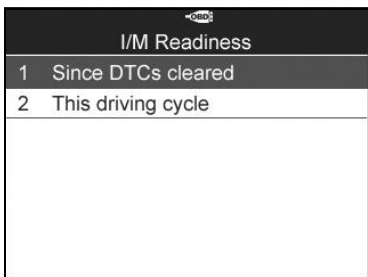 OBD
I/M Readiness
1 Since DTCs cleared
2 This driving cycle